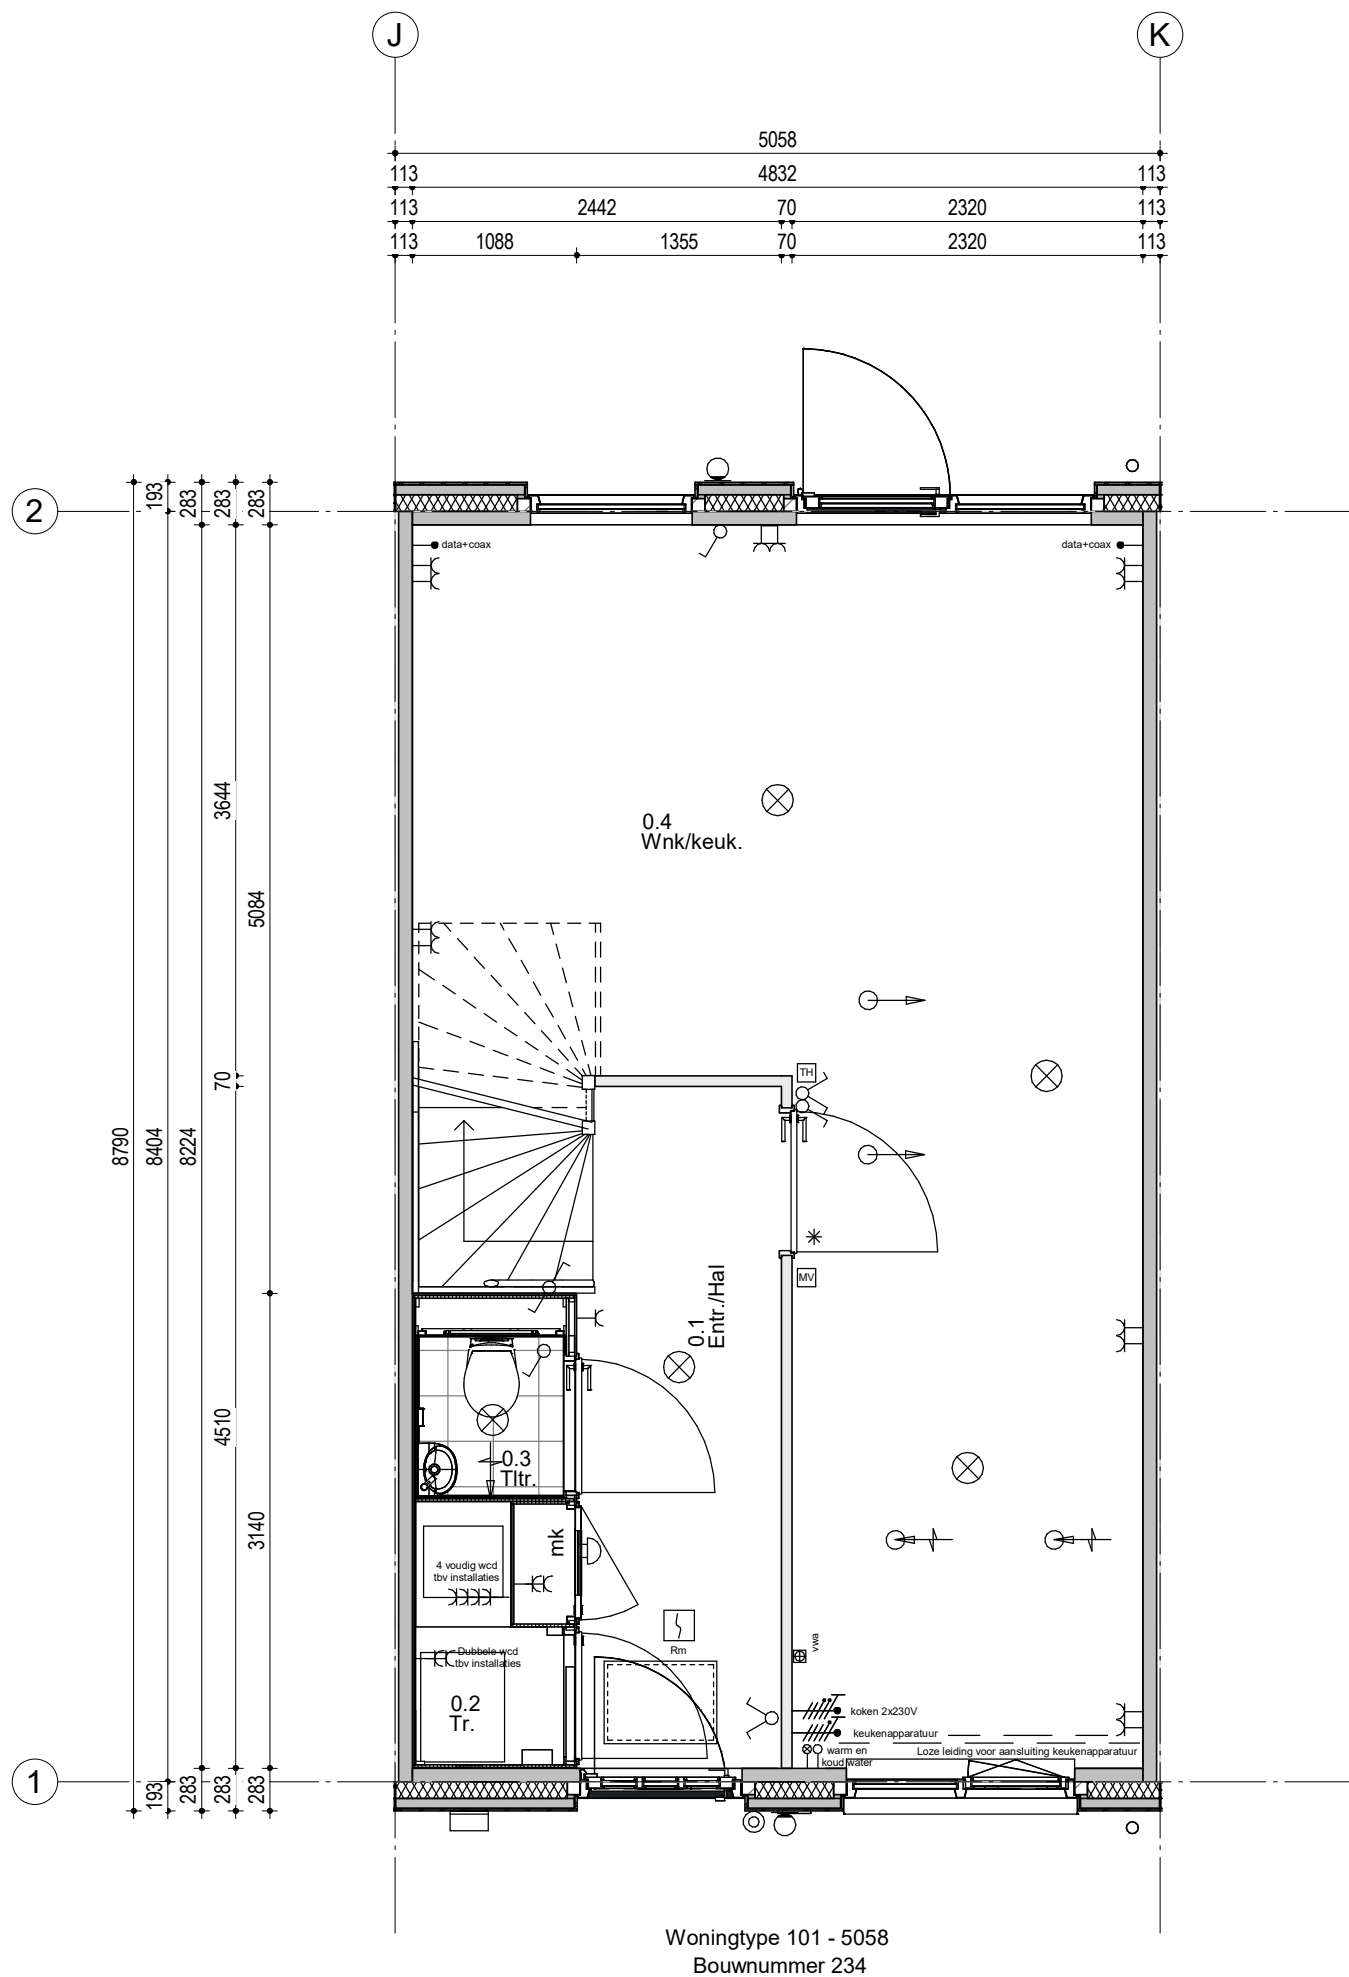 J
K
5058
113
4832
113
113
2442
70
2320
113
113
1088
1355
70
2320
113
2
193
283
283
283
data+coax
data+coax
3644
0.4
Wnk/keuk.
5084
TH
70
8790
8404
8224
MV
0.1
Entr./Hal
4510
0.3
Tltr.
3140
mk
4 voudig wcd
tbv installaties
Rm
vwa
Dubbele wcd
tbv installaties
0.2
Tr.
koken 2x230V
keukenapparatuur
warm en
koud water
Loze leiding voor aansluiting keukenapparatuur
1
193
283
283
283
Woningtype 101 - 5058
Bouwnummer 234